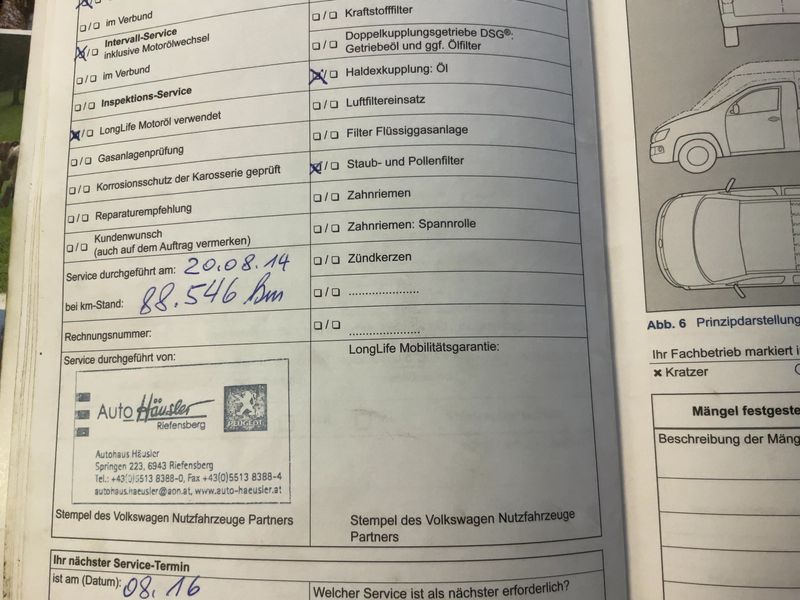 ☐/☐ im Verbund
☒/☐ Intervall-Service
inklusive Motorölwechsel
☐/☐ im Verbund
☐/☐ Inspektions-Service
☒/☐ LongLife Motoröl verwendet
☐/☐ Gasanlagenprüfung
☐/☐ Korrosionsschutz der Karosserie geprüft
☐/☐ Reparaturempfehlung
☐/☐ Kundenwunsch
(auch auf dem Auftrag vermerken)
Service durchgeführt am: 20.08.14
bei km-Stand: 88.546 km
Rechnungsnummer:
Service durchgeführt von:
Auto Häusler
Riefensberg
PEUGEOT
Autohaus Häusler
Springen 223, 6943 Riefensberg
Tel.: +43(0)5513 8388-0, Fax +43(0)5513 8388-4
autohaus.haeusler@aon.at, www.auto-haeusler.at
Stempel des Volkswagen Nutzfahrzeuge Partners
☐/☐ Kraftstofffilter
☐/☐ Doppelkupplungsgetriebe DSG®:
Getriebeöl und ggf. Ölfilter
☒/☐ Haldexkupplung: Öl
☐/☐ Luftfiltereinsatz
☐/☐ Filter Flüssiggasanlage
☒/☐ Staub- und Pollenfilter
☐/☐ Zahnriemen
☐/☐ Zahnriemen: Spannrolle
☐/☐ Zündkerzen
☐/☐ .....................
☐/☐ .....................
LongLife Mobilitätsgarantie:
Stempel des Volkswagen Nutzfahrzeuge
Partners
Ihr nächster Service-Termin
ist am (Datum): 08.16
Welcher Service ist als nächster erforderlich?
Abb. 6 Prinzipdarstellung
Ihr Fachbetrieb markiert
✖ Kratzer
Mängel festgeste
Beschreibung der Mäng